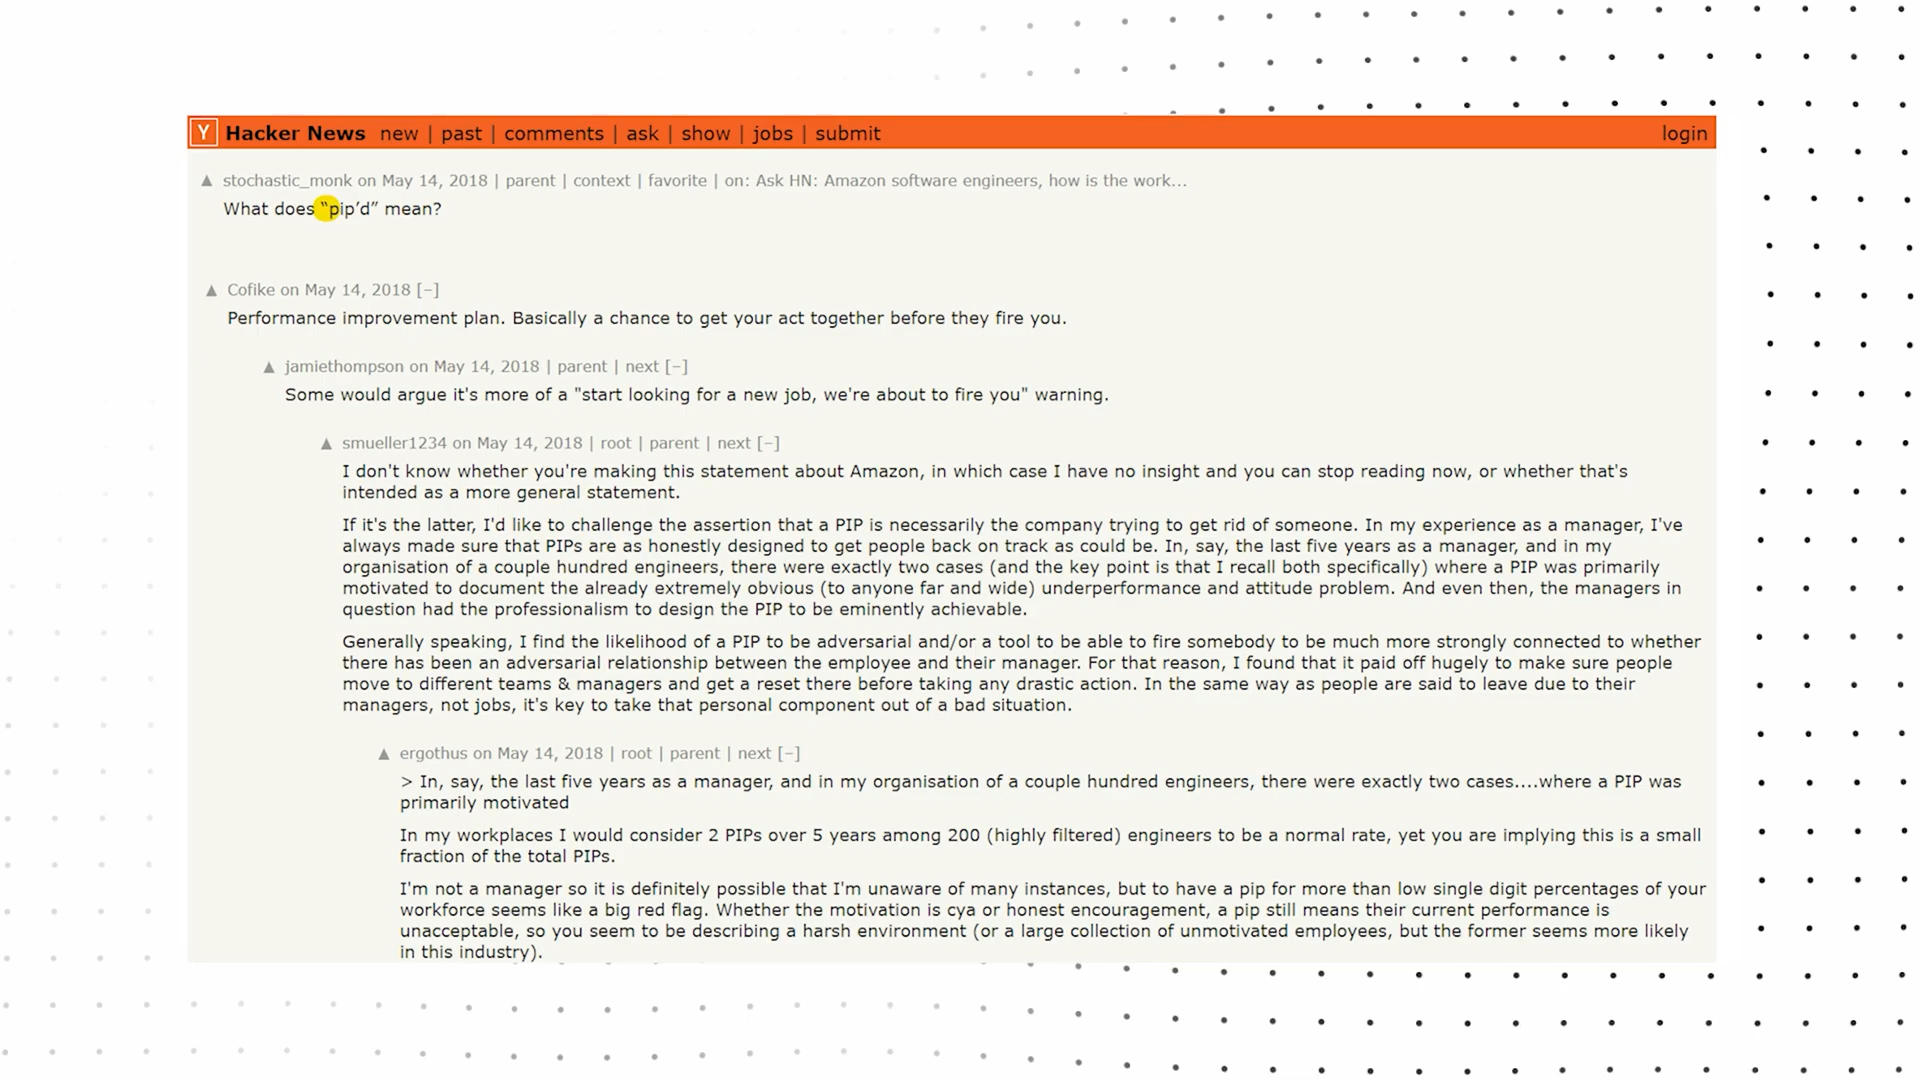 Y Hacker News new | past | comments | ask | show | jobs | submit login
▲ stochastic_monk on May 14, 2018 | parent | context | favorite | on: Ask HN: Amazon software engineers, how is the work...
What does “pip’d” mean?
▲ Cofike on May 14, 2018 [–]
Performance improvement plan. Basically a chance to get your act together before they fire you.
▲ jamiethompson on May 14, 2018 | parent | next [–]
Some would argue it's more of a "start looking for a new job, we're about to fire you" warning.
▲ smueller1234 on May 14, 2018 | root | parent | next [–]
I don't know whether you're making this statement about Amazon, in which case I have no insight and you can stop reading now, or whether that's
intended as a more general statement.
If it's the latter, I'd like to challenge the assertion that a PIP is necessarily the company trying to get rid of someone. In my experience as a manager, I've
always made sure that PIPs are as honestly designed to get people back on track as could be. In, say, the last five years as a manager, and in my
organisation of a couple hundred engineers, there were exactly two cases (and the key point is that I recall both specifically) where a PIP was primarily
motivated to document the already extremely obvious (to anyone far and wide) underperformance and attitude problem. And even then, the managers in
question had the professionalism to design the PIP to be eminently achievable.
Generally speaking, I find the likelihood of a PIP to be adversarial and/or a tool to be able to fire somebody to be much more strongly connected to whether
there has been an adversarial relationship between the employee and their manager. For that reason, I found that it paid off hugely to make sure people
move to different teams & managers and get a reset there before taking any drastic action. In the same way as people are said to leave due to their
managers, not jobs, it's key to take that personal component out of a bad situation.
▲ ergothus on May 14, 2018 | root | parent | next [–]
> In, say, the last five years as a manager, and in my organisation of a couple hundred engineers, there were exactly two cases....where a PIP was
primarily motivated
In my workplaces I would consider 2 PIPs over 5 years among 200 (highly filtered) engineers to be a normal rate, yet you are implying this is a small
fraction of the total PIPs.
I'm not a manager so it is definitely possible that I'm unaware of many instances, but to have a pip for more than low single digit percentages of your
workforce seems like a big red flag. Whether the motivation is cya or honest encouragement, a pip still means their current performance is
unacceptable, so you seem to be describing a harsh environment (or a large collection of unmotivated employees, but the former seems more likely
in this industry).